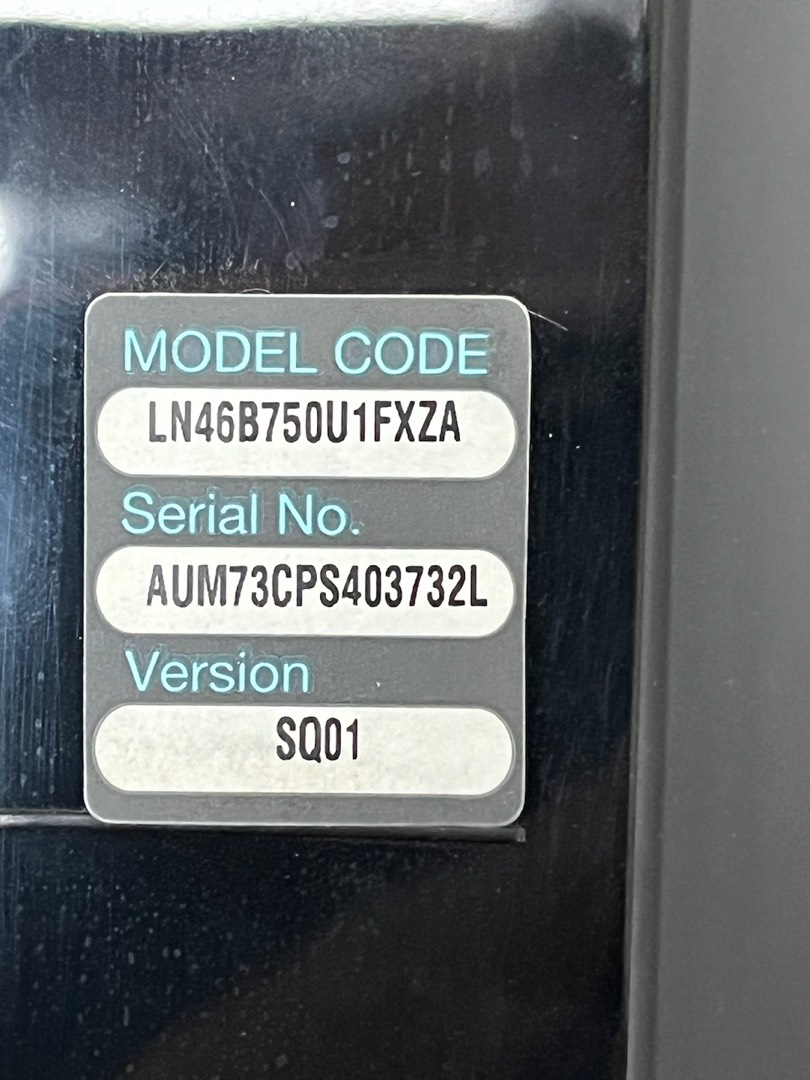 MODEL CODE
LN46B750U1FXZA
Serial No.
AUM73CPS403732L
Version
SQ01